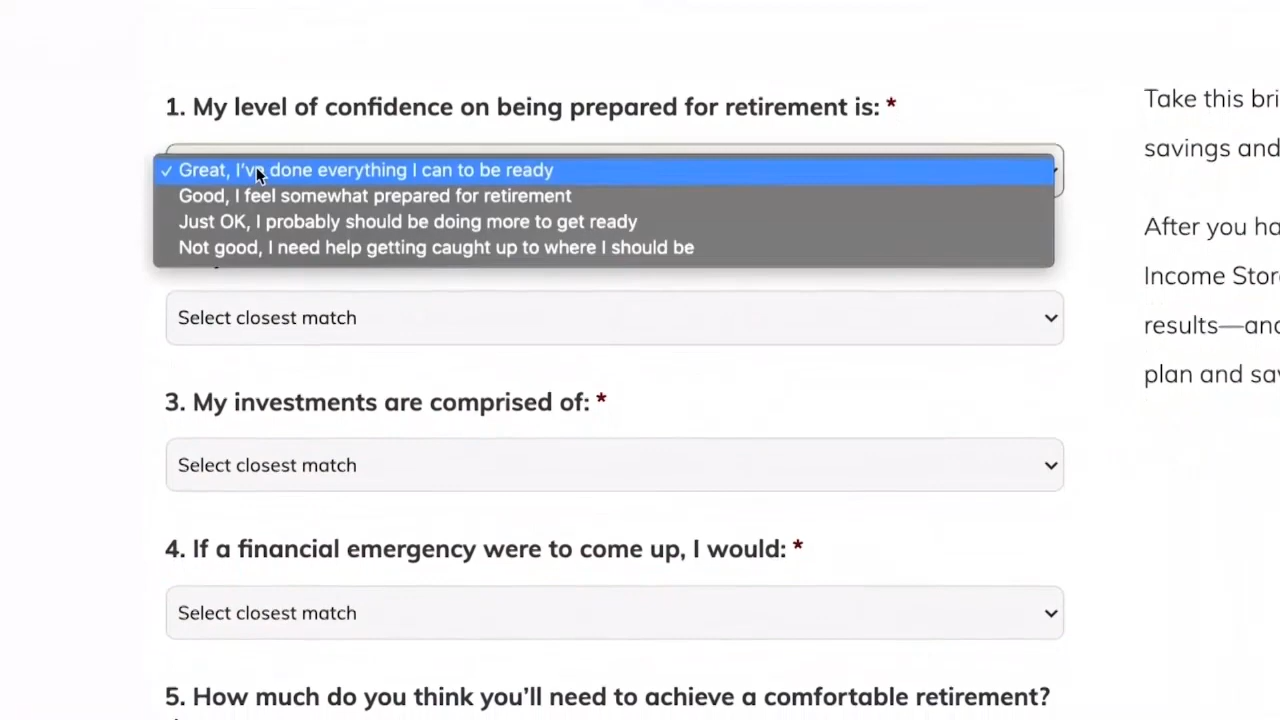 1. My level of confidence on being prepared for retirement is: *
✓ Great, I've done everything I can to be ready
Good, I feel somewhat prepared for retirement
Just OK, I probably should be doing more to get ready
Not good, I need help getting caught up to where I should be
Select closest match
3. My investments are comprised of: *
Select closest match
4. If a financial emergency were to come up, I would: *
Select closest match
5. How much do you think you'll need to achieve a comfortable retirement?
Take this
savings and
After you
Income
plan and